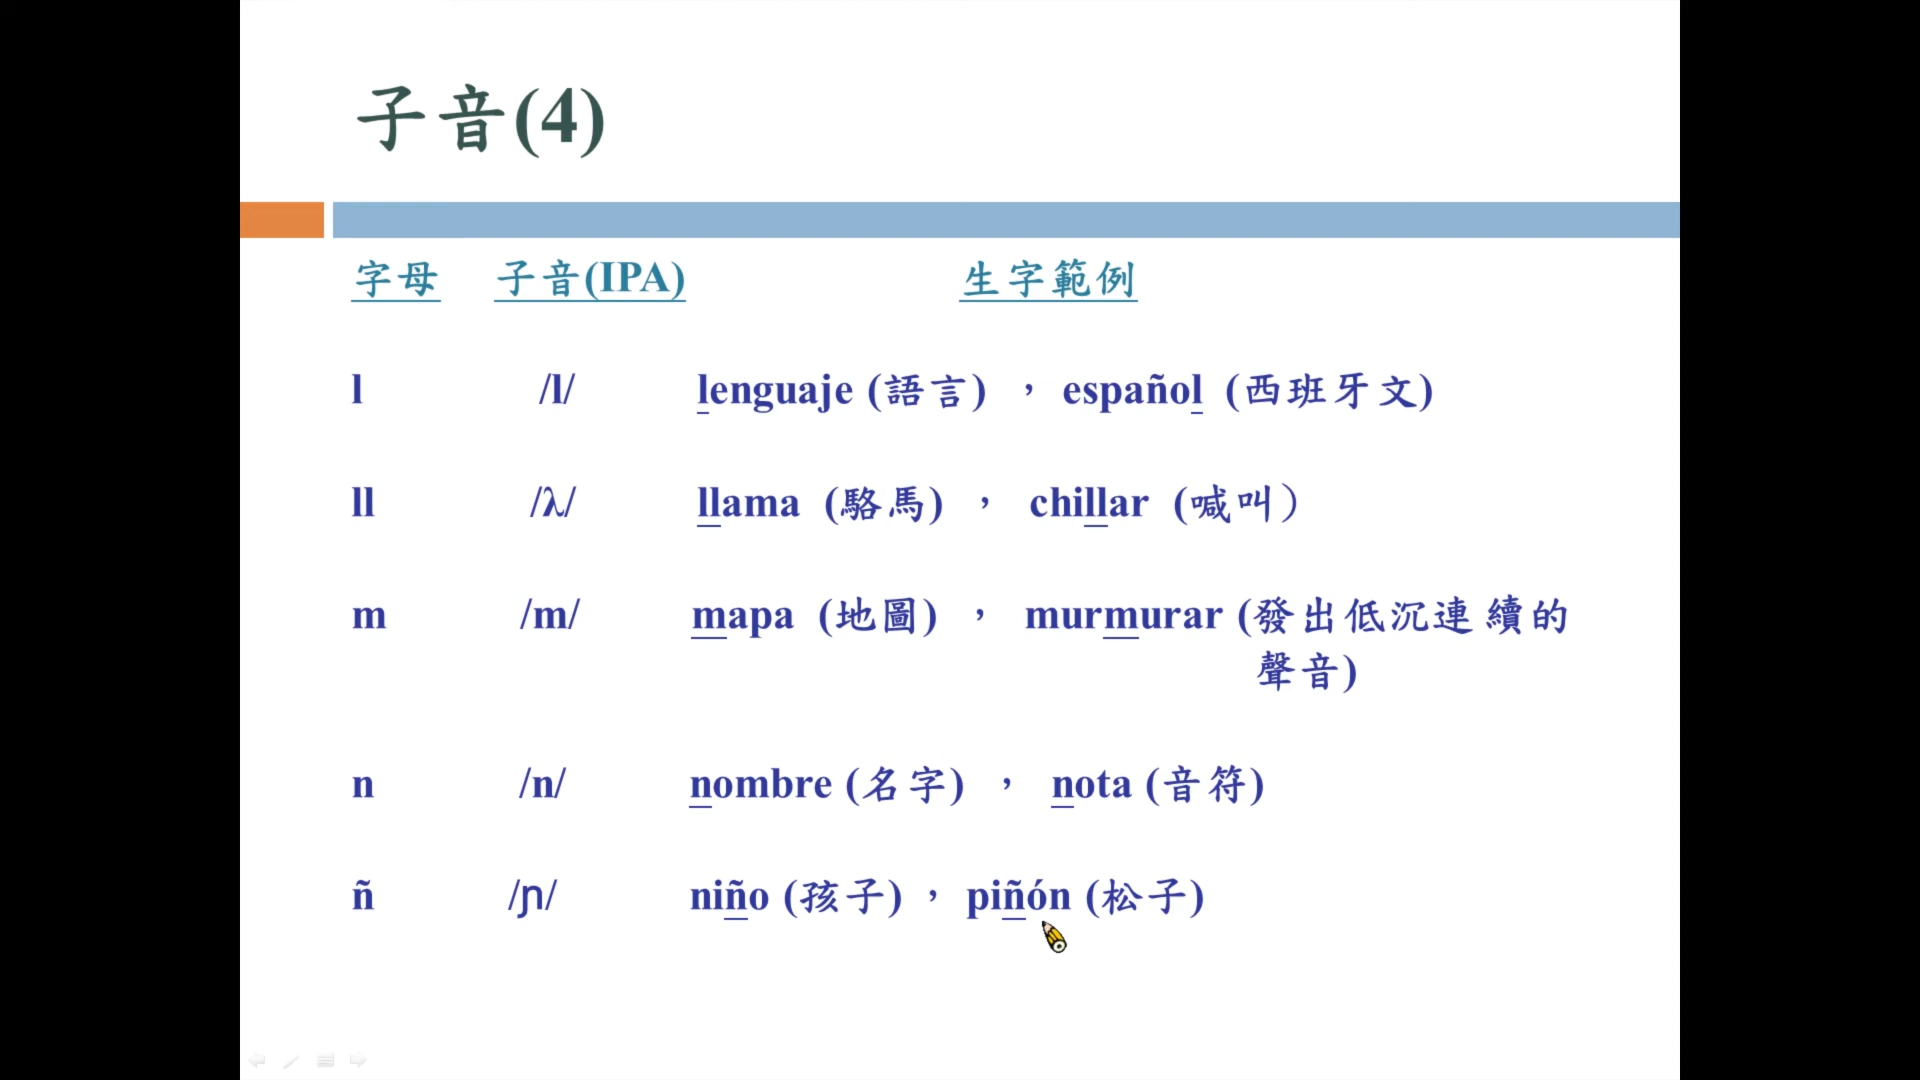 子音(4)
字母 子音(IPA) 生字範例
l /l/ lenguaje (語言) ， español (西班牙文)
ll /λ/ llama (駱馬) ， chillar (喊叫）
m /m/ mapa (地圖) ， murmurar (發出低沉連續的
聲音)
n /n/ nombre (名字) ， nota (音符)
ñ /ɲ/ niño (孩子) ， piñón (松子)